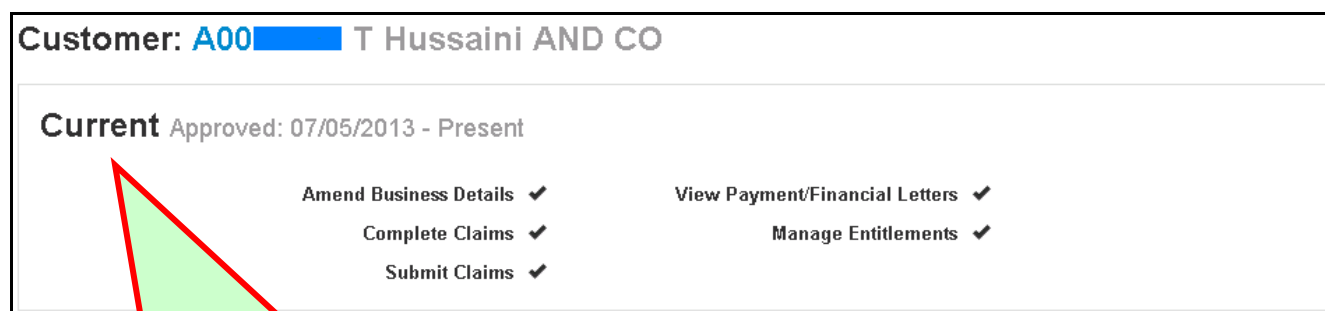 Customer: A00 T Hussaini AND CO
Current Approved: 07/05/2013 - Present
Amend Business Details ✔ View Payment/Financial Letters ✔
Complete Claims ✔ Manage Entitlements ✔
Submit Claims ✔